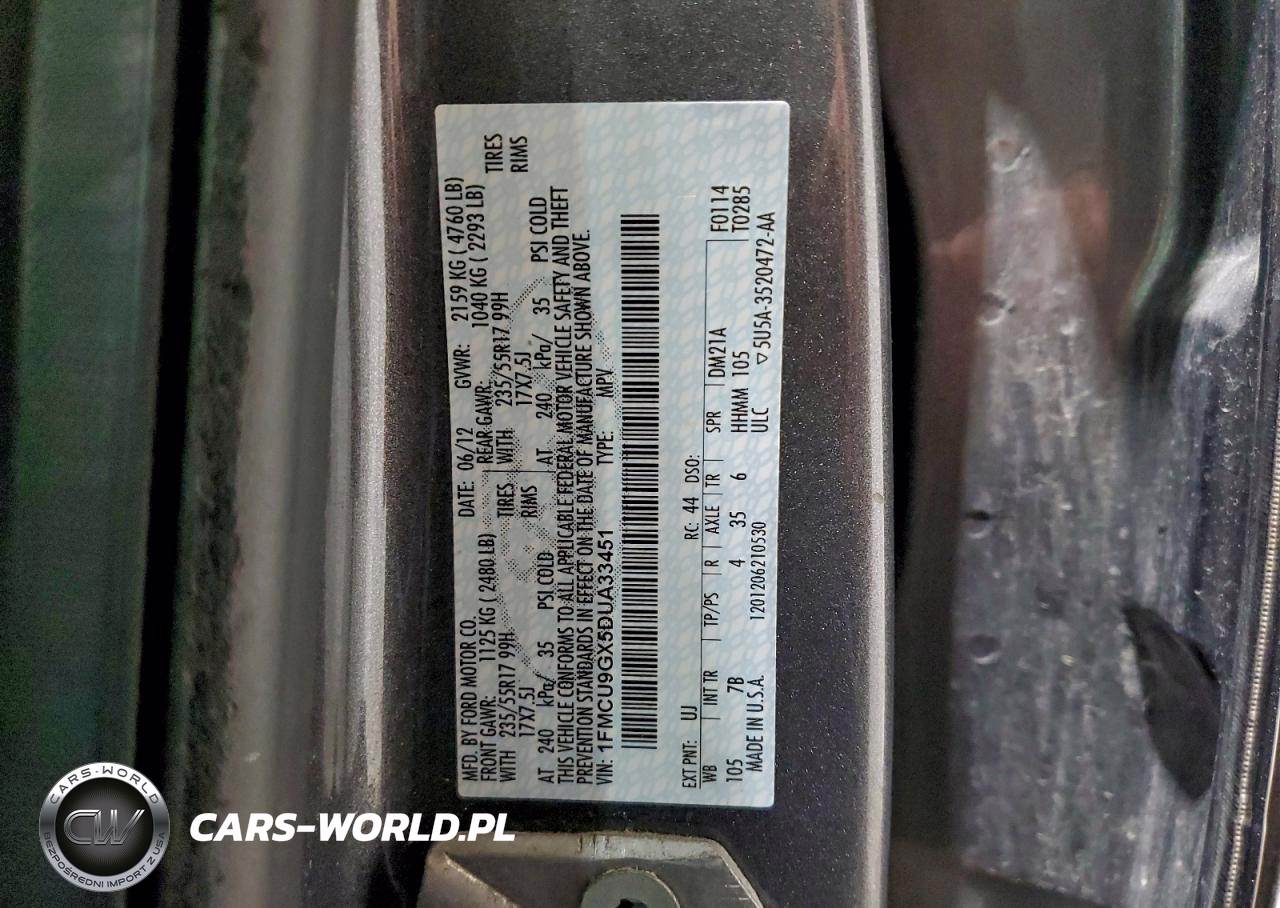 MFD. BY FORD MOTOR CO. DATE: 06/12 GVWR: 2159 KG ( 4760 LB)
FRONT GAWR: 1125 KG ( 2480 LB) REAR GAWR: 1040 KG ( 2293 LB)
WITH 235/55R17 99H TIRES WITH 235/55R17 99H TIRES
17X7.5J RIMS 17X7.5J RIMS
AT 240 kPa/ 35 PSI COLD AT 240 kPa/ 35 PSI COLD
THIS VEHICLE CONFORMS TO ALL APPLICABLE FEDERAL MOTOR VEHICLE SAFETY AND THEFT
PREVENTION STANDARDS IN EFFECT ON THE DATE OF MANUFACTURE SHOWN ABOVE.
VIN: 1FMCU9GX5DUA33451 TYPE: MPV
EXT PNT: UJ RC: 44 DSO: F0114
WB INT TR TP/PS R AXLE TR SPR DM21A T0285
105 7B 4 35 6 HHMM 105
MADE IN U.S.A. 1201206210530 ULC ▽5U5A-3520472-AA
CARS-WORLD
CW
BEZPOŚREDNI IMPORT Z USA
CARS-WORLD.PL